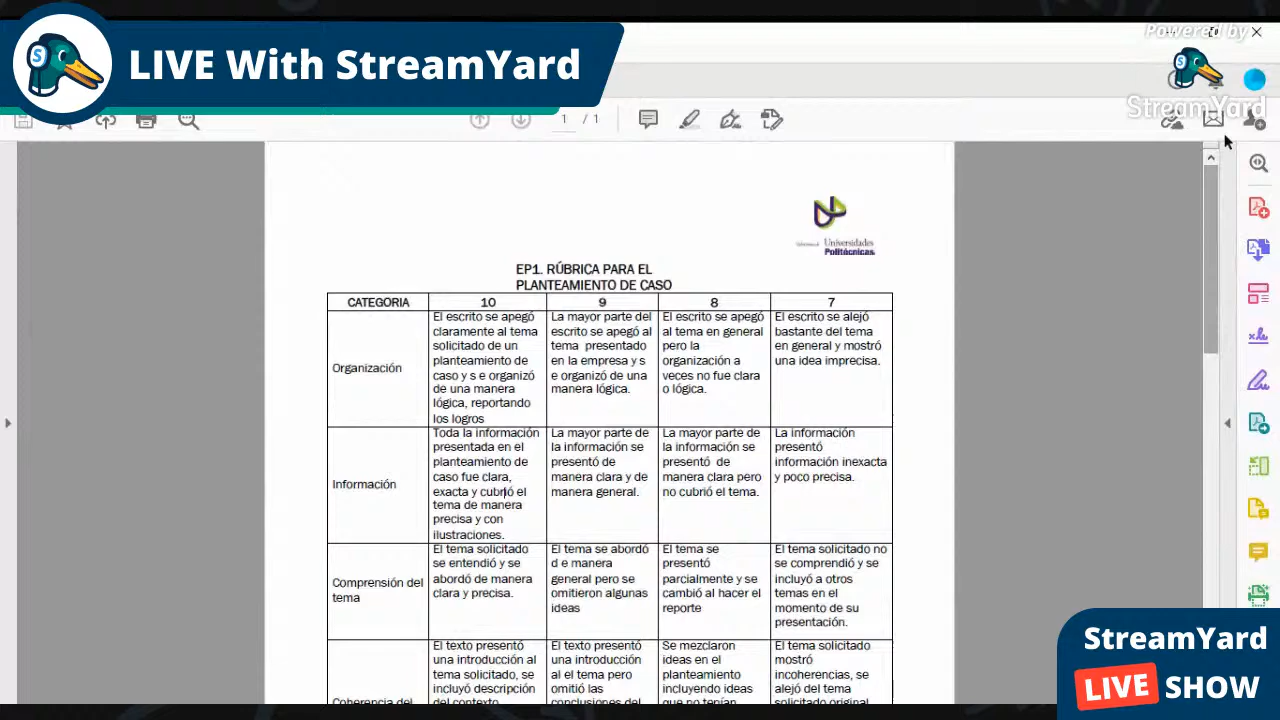 LIVE With StreamYard
Powered by
StreamYard
1 / 1
Universidades
Politécnicas
EP1. RÚBRICA PARA EL
PLANTEAMIENTO DE CASO
CATEGORIA 10 9 8 7
Organización
El escrito se apegó
claramente al tema
solicitado de un
planteamiento de
caso y s e organizó
de una manera
lógica, reportando
los logros
La mayor parte del
escrito se apegó al
tema presentado
en la empresa y s
e organizó de una
manera lógica.
El escrito se apegó
al tema en general
pero la
organización a
veces no fue clara
o lógica.
El escrito se alejó
bastante del tema
en general y mostró
una idea imprecisa.
Información
Toda la información
presentada en el
planteamiento de
caso fue clara,
exacta y cubrió el
tema de manera
precisa y con
ilustraciones.
La mayor parte de
la información se
presentó de
manera clara y de
manera general.
La mayor parte de
la información se
presentó de
manera clara pero
no cubrió el tema.
La información
presentó
información inexacta
y poco precisa.
Comprensión del
tema
El tema solicitado
se entendió y se
abordó de manera
clara y precisa.
El tema se abordó
d e manera
general pero se
omitieron algunas
ideas
El tema se
presentó
parcialmente y se
cambió al hacer el
reporte
El tema solicitado no
se comprendió y se
incluyó a otros
temas en el
momento de su
presentación.
Coherencia del
El texto presentó
una introducción al
tema solicitado, se
incluyó descripción
del contexto
El texto presentó
una introducción
al el tema pero
omitió las
conclusiones del
Se mezclaron
ideas en el
planteamiento
incluyendo ideas
que no tenían
El tema solicitado
mostró
incoherencias, se
alejó del tema
solicitado original
StreamYard
LIVE SHOW